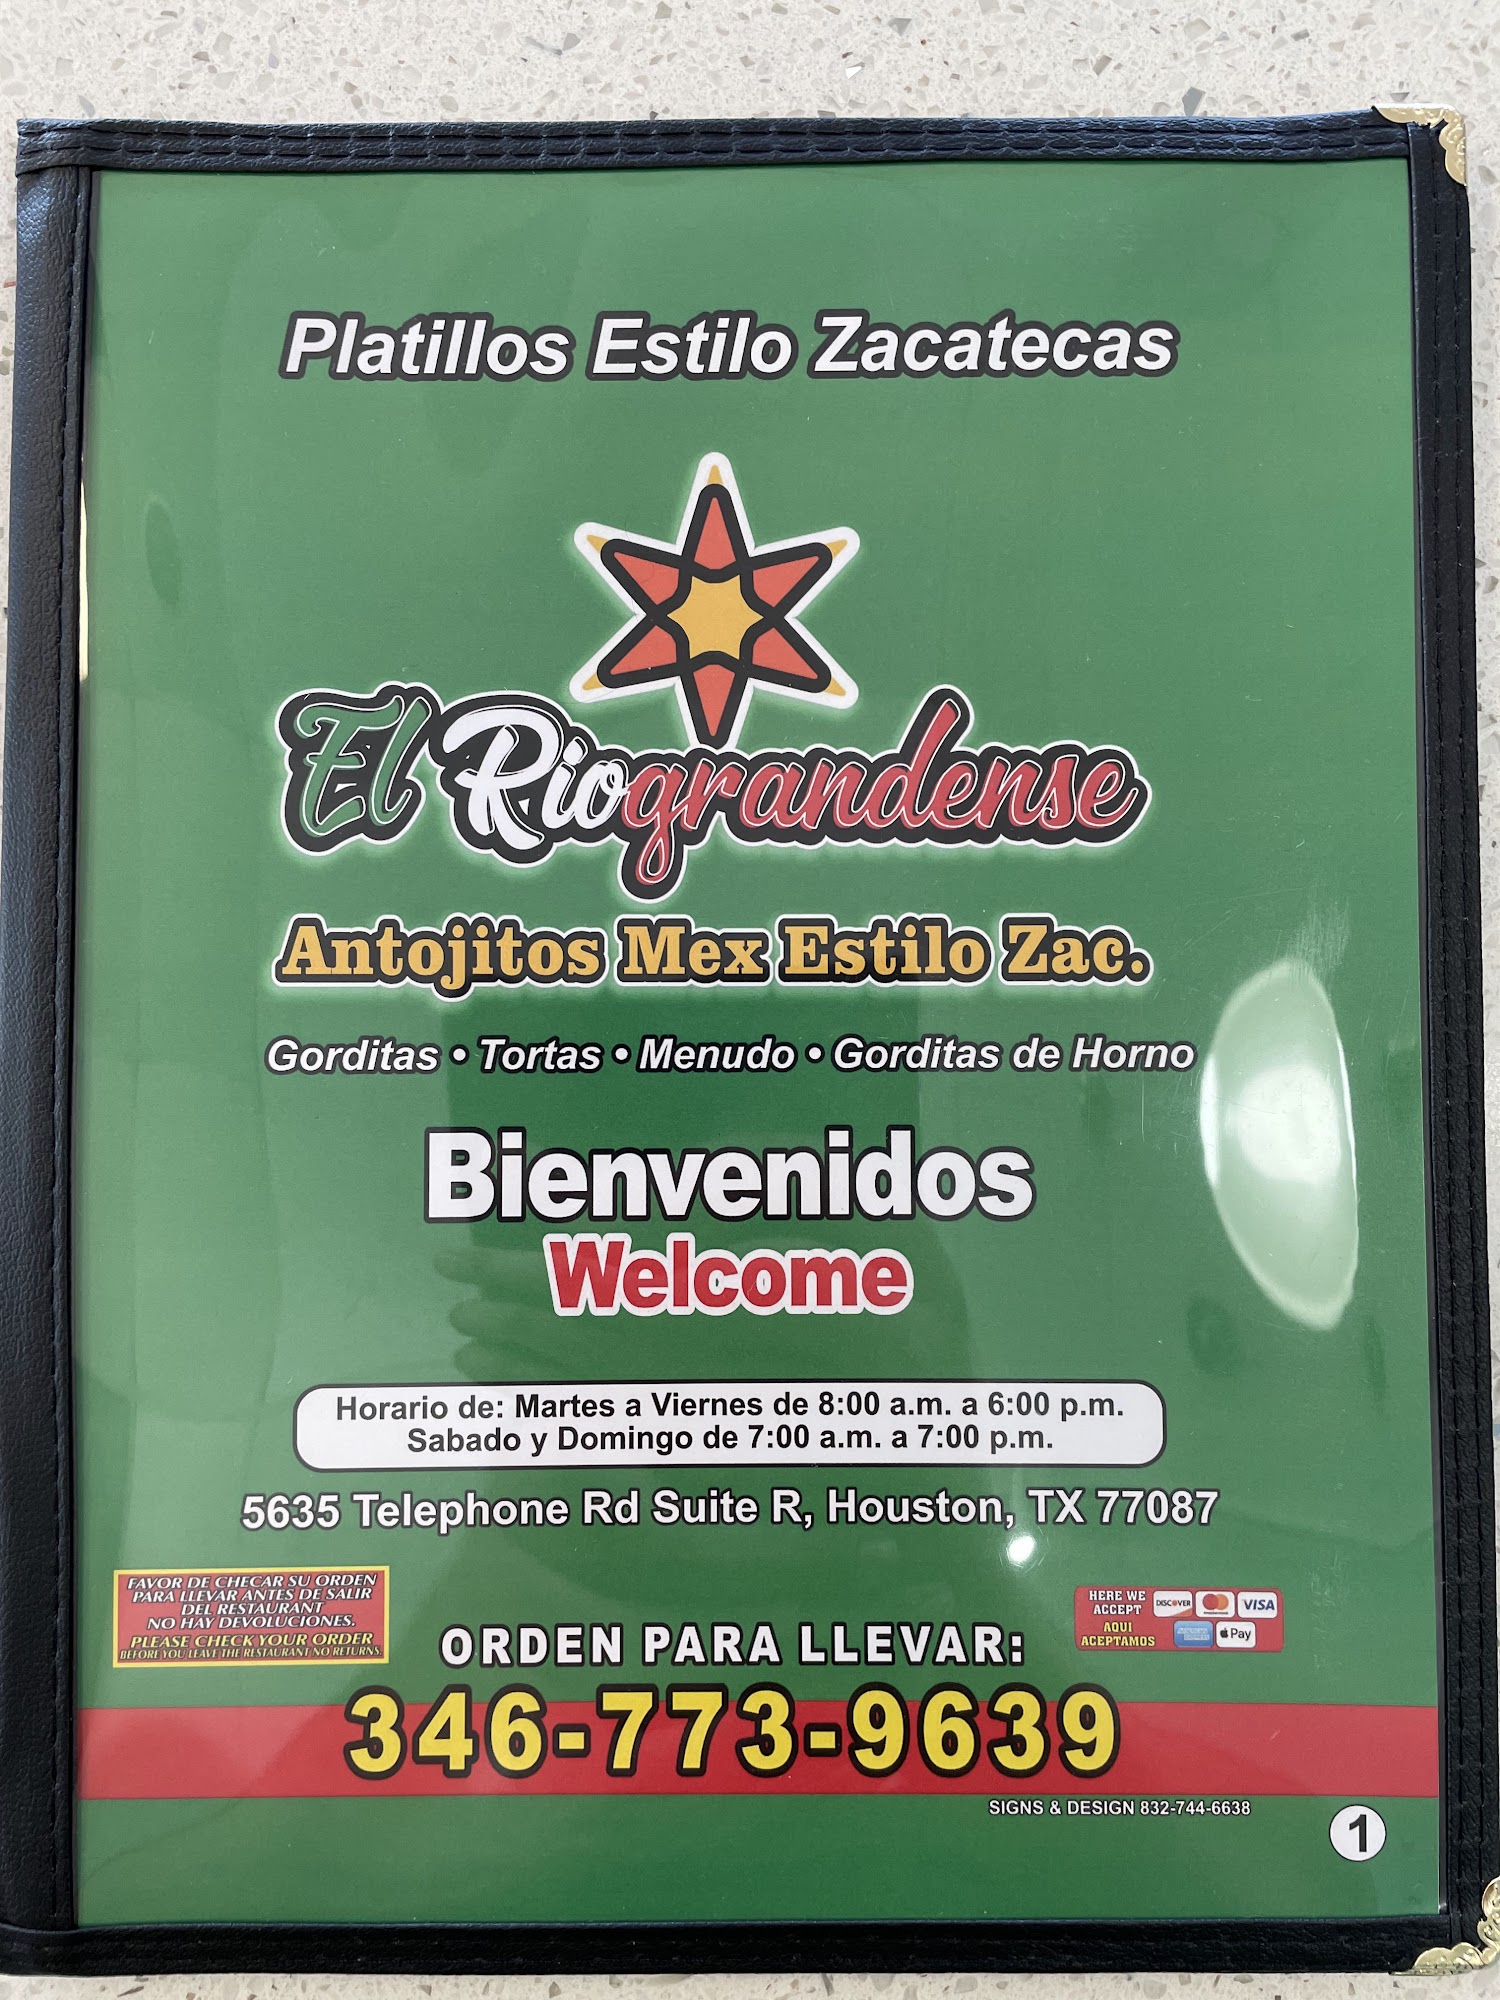 Platillos Estilo Zacatecas
El Riograndense
Antojitos Mex Estilo Zac.
Gorditas • Tortas • Menudo • Gorditas de Horno
Bienvenidos
Welcome
Horario de: Martes a Viernes de 8:00 a.m. a 6:00 p.m.
Sabado y Domingo de 7:00 a.m. a 7:00 p.m.
5635 Telephone Rd Suite R, Houston, TX 77087
FAVOR DE CHECAR SU ORDEN
PARA LLEVAR ANTES DE SALIR
DEL RESTAURANT
NO HAY DEVOLUCIONES.
PLEASE CHECK YOUR ORDER
BEFORE YOU LEAVE THE RESTAURANT NO RETURNS.
HERE WE
ACCEPT
AQUI
ACEPTAMOS
DISCOVER
VISA
Pay
ORDEN PARA LLEVAR:
346-773-9639
SIGNS & DESIGN 832-744-6638
1